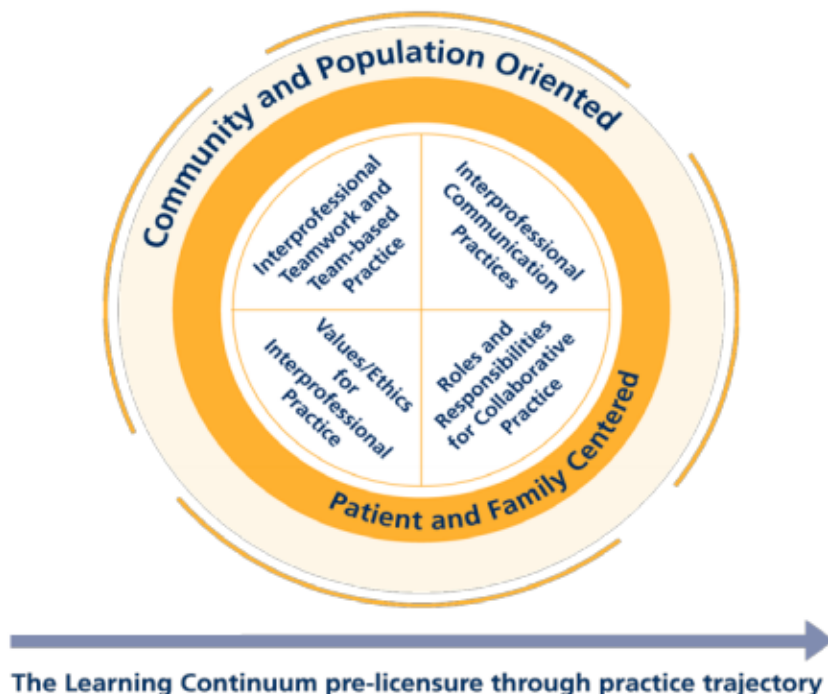 Community and Population Oriented
Interprofessional
Teamwork and
Team-based
Practice
Interprofessional
Communication
Practices
Values/Ethics
for
Interprofessional
Practice
Roles and
Responsibilities
for Collaborative
Practice
Patient and Family Centered
The Learning Continuum pre-licensure through practice trajectory